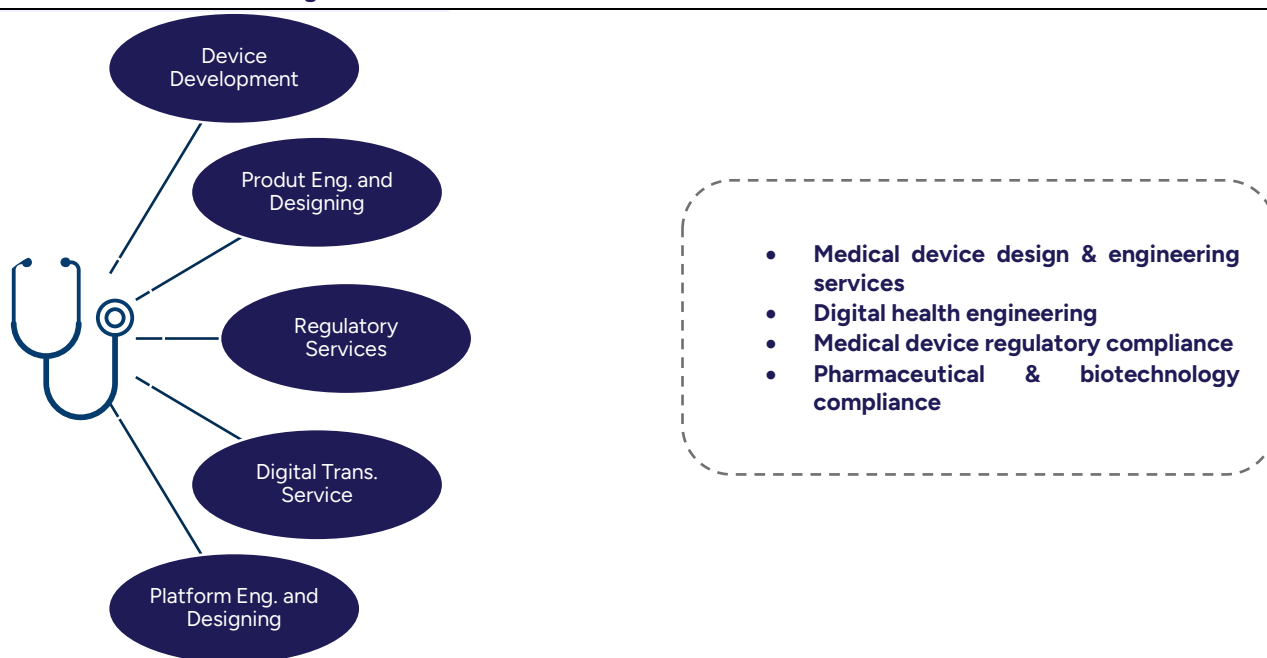 Device
Development
Produt Eng. and
Designing
Regulatory
Services
Digital Trans.
Service
Platform Eng. and
Designing
• Medical device design & engineering
services
• Digital health engineering
• Medical device regulatory compliance
• Pharmaceutical & biotechnology
compliance